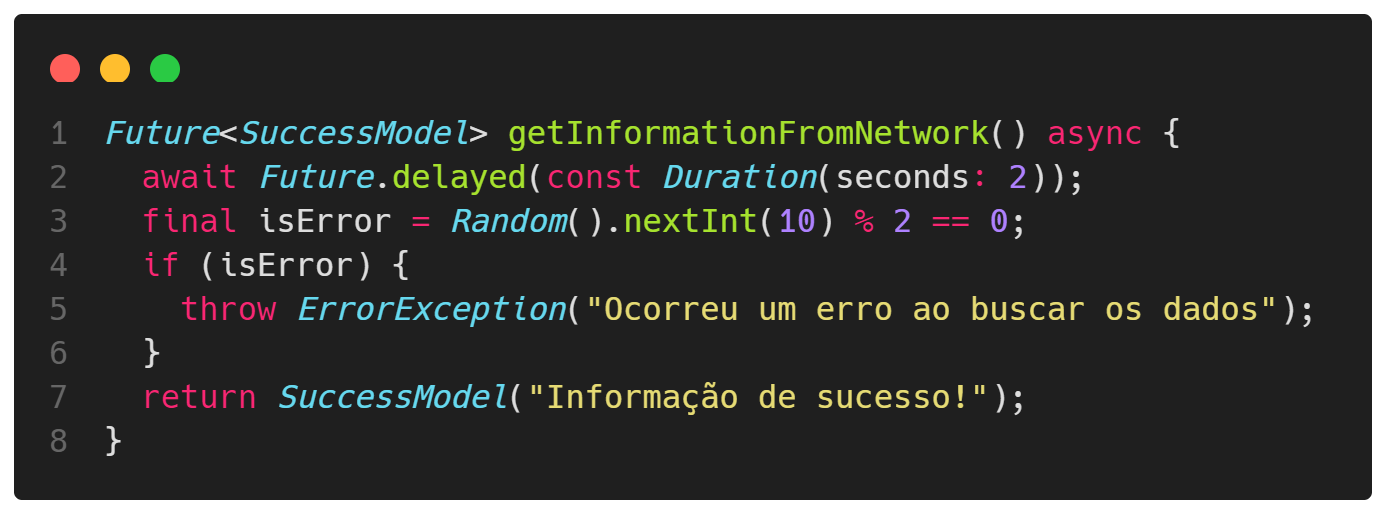 1 Future<SuccessModel> getInformationFromNetwork() async {
2   await Future.delayed(const Duration(seconds: 2));
3   final isError = Random().nextInt(10) % 2 == 0;
4   if (isError) {
5     throw ErrorException("Ocorreu um erro ao buscar os dados");
6   }
7   return SuccessModel("Informação de sucesso!");
8 }